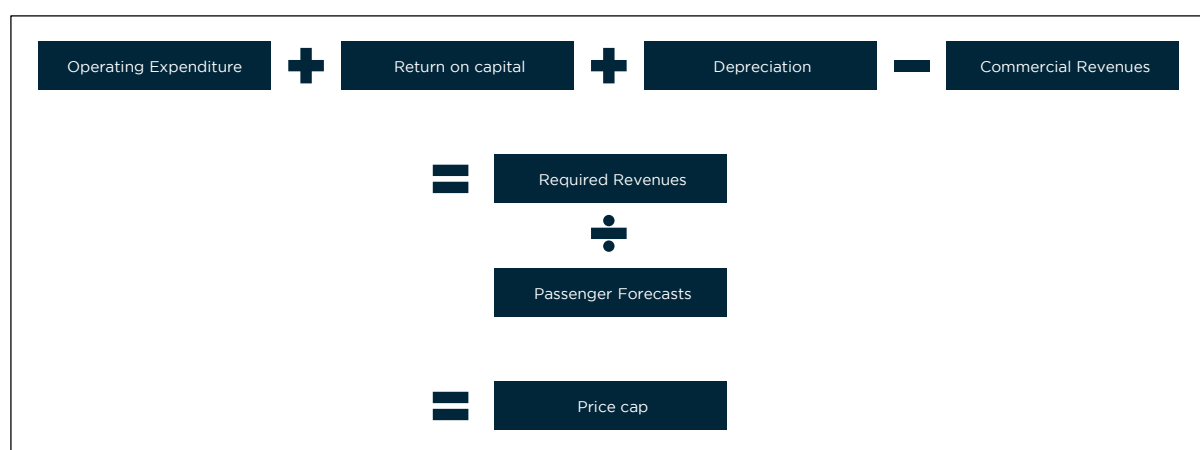 Operating Expenditure + Return on capital + Depreciation − Commercial Revenues
= Required Revenues
÷
Passenger Forecasts
= Price cap